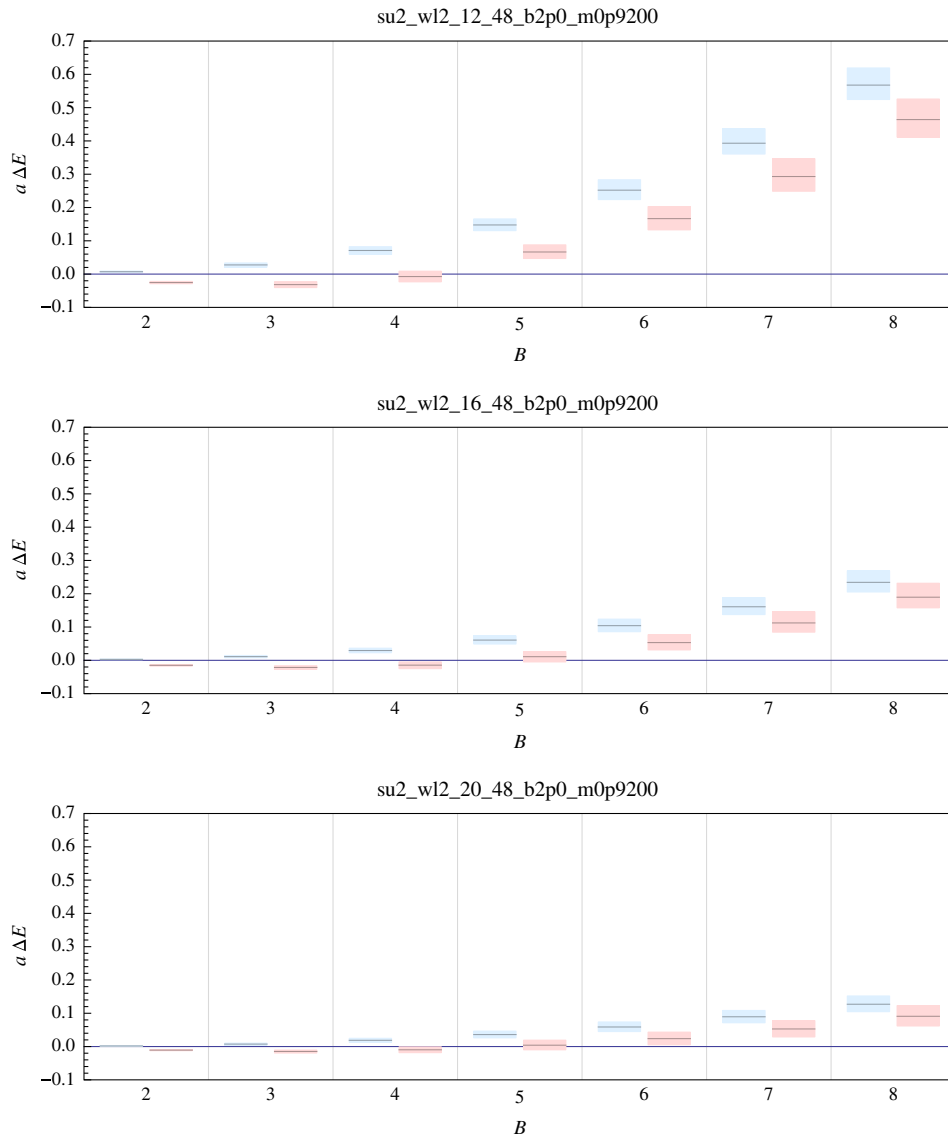 su2_wl2_12_48_b2p0_m0p9200
0.7
0.6
0.5
0.4
0.3
0.2
0.1
0.0
−0.1
a ΔE
2 3 4 5 6 7 8
B
su2_wl2_16_48_b2p0_m0p9200
0.7
0.6
0.5
0.4
0.3
0.2
0.1
0.0
−0.1
a ΔE
2 3 4 5 6 7 8
B
su2_wl2_20_48_b2p0_m0p9200
0.7
0.6
0.5
0.4
0.3
0.2
0.1
0.0
−0.1
a ΔE
2 3 4 5 6 7 8
B